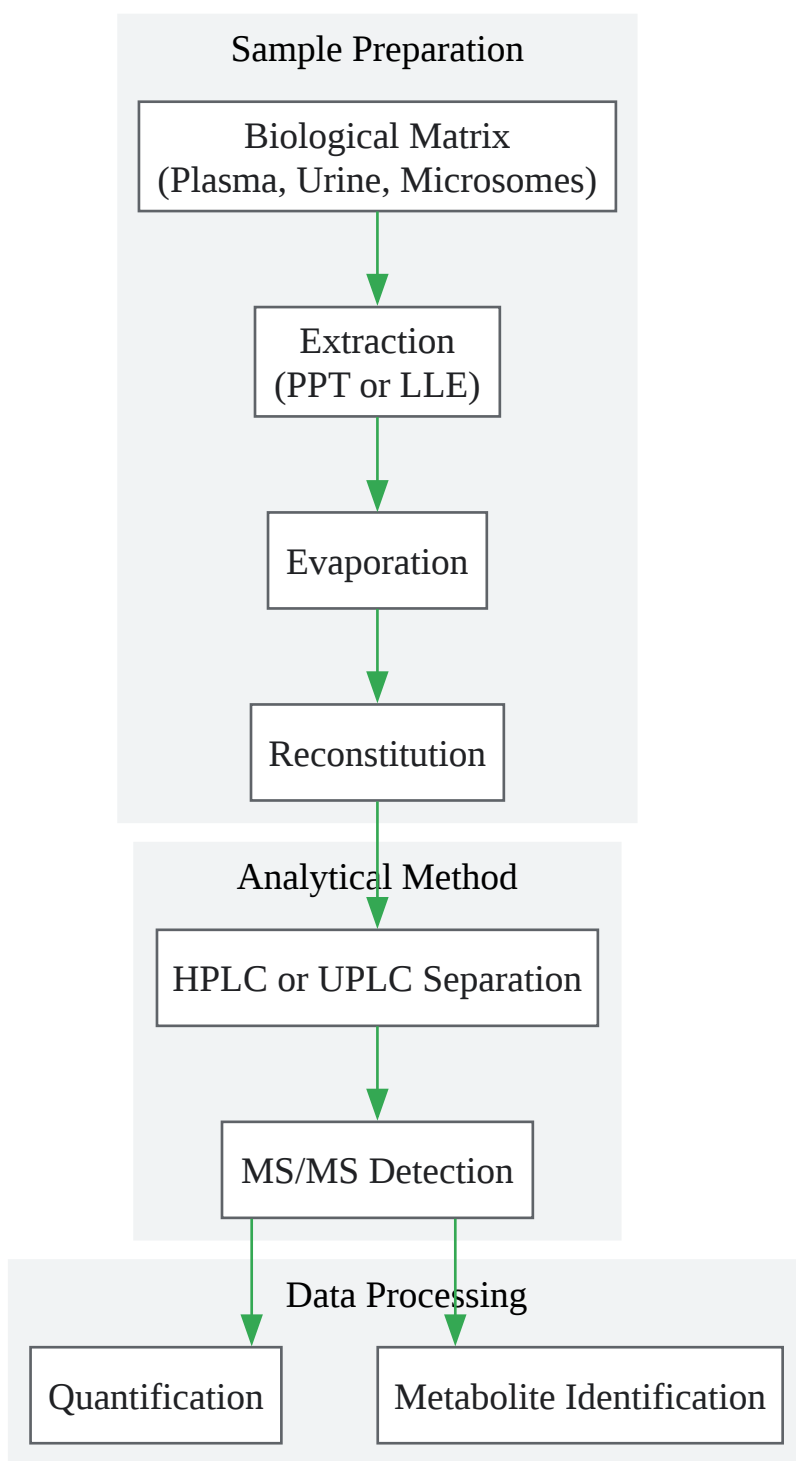 Sample Preparation
Biological Matrix
(Plasma, Urine, Microsomes)
Extraction
(PPT or LLE)
Evaporation
Reconstitution
Analytical Method
HPLC or UPLC Separation
MS/MS Detection
Data Processing
Quantification
Metabolite Identification